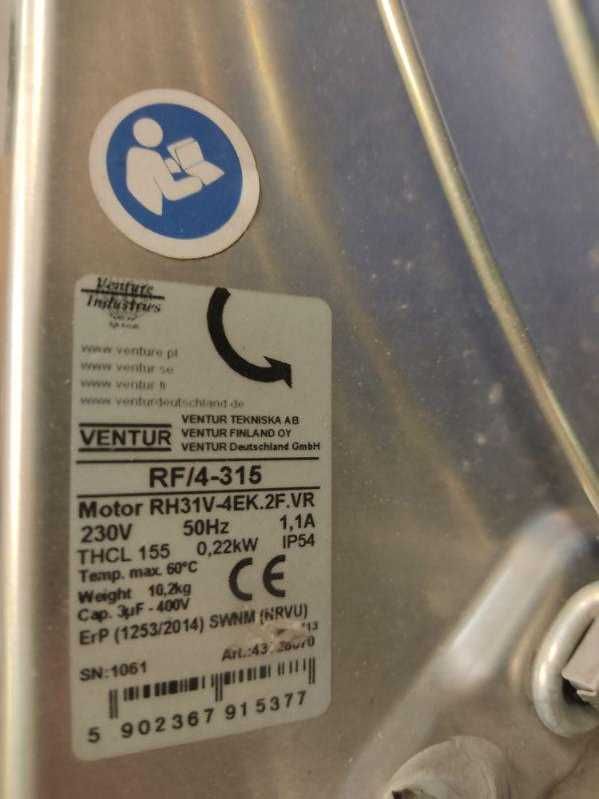 Venture
Industries
www venture pl
www ventur se
www ventur fi
www venturdeutschland de
VENTUR
VENTUR TEKNISKA AB
VENTUR FINLAND OY
VENTUR Deutschland GmbH
RF/4-315
Motor RH31V-4EK.2F.VR
230V 50Hz 1,1A
THCL 155 0,22kW IP54
Temp. max. 60°C
Weight 10,2kg
CE
Cap. 3µF - 400V
ErP (1253/2014) SWNM (NRVU)
SN:1061
5 902367 915377